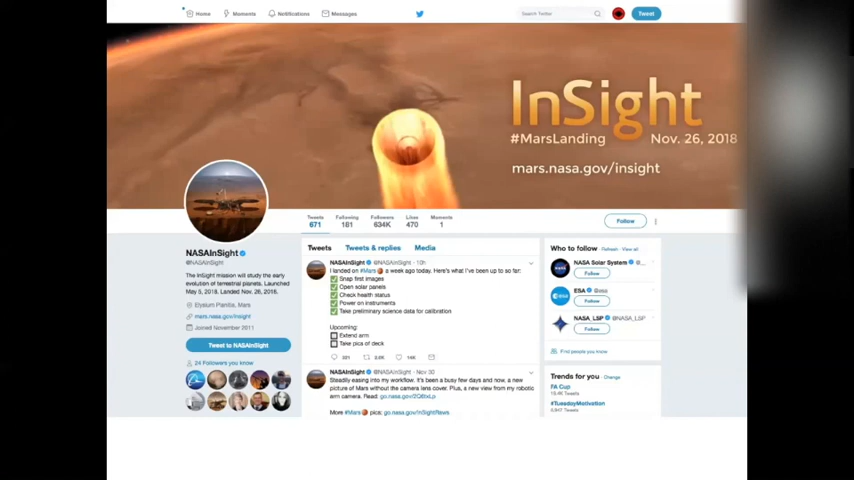 Home Moments Notifications Messages Search Twitter Tweet
InSight
#MarsLanding Nov. 26, 2018
mars.nasa.gov/insight
Tweets Following Followers Likes Moments
671 181 634K 470 1
Follow
NASAInSight
@NASAInSight
The InSight mission will study the early
evolution of terrestrial planets. Launched
May 5, 2018. Landed Nov. 26, 2018.
Elysium Planitia, Mars
mars.nasa.gov/insight
Joined November 2011
Tweet to NASAInSight
24 Followers you know
Tweets Tweets & replies Media
NASAInSight @NASAInSight · 10h
I landed on #Mars a week ago today. Here's what I've been up to so far:
Snap first images
Open solar panels
Check health status
Power on instruments
Take preliminary science data for calibration
Upcoming:
Extend arm
Take pics of deck
14K
NASAInSight @NASAInSight · Nov 30
Steadily easing into my workflow. It's been a busy few days and now, a new
picture of Mars without the camera lens cover. Plus, a new view from my robotic
arm camera. Read:
More #Mars pics: go.nasa.gov/InSightRaws
Who to follow Refresh View all
NASA Solar System @...
Follow
ESA @esa
Follow
NASA_LSP @NASA_LSP
Follow
Find people you know
Trends for you Change
FA Cup
#TuesdayMotivation